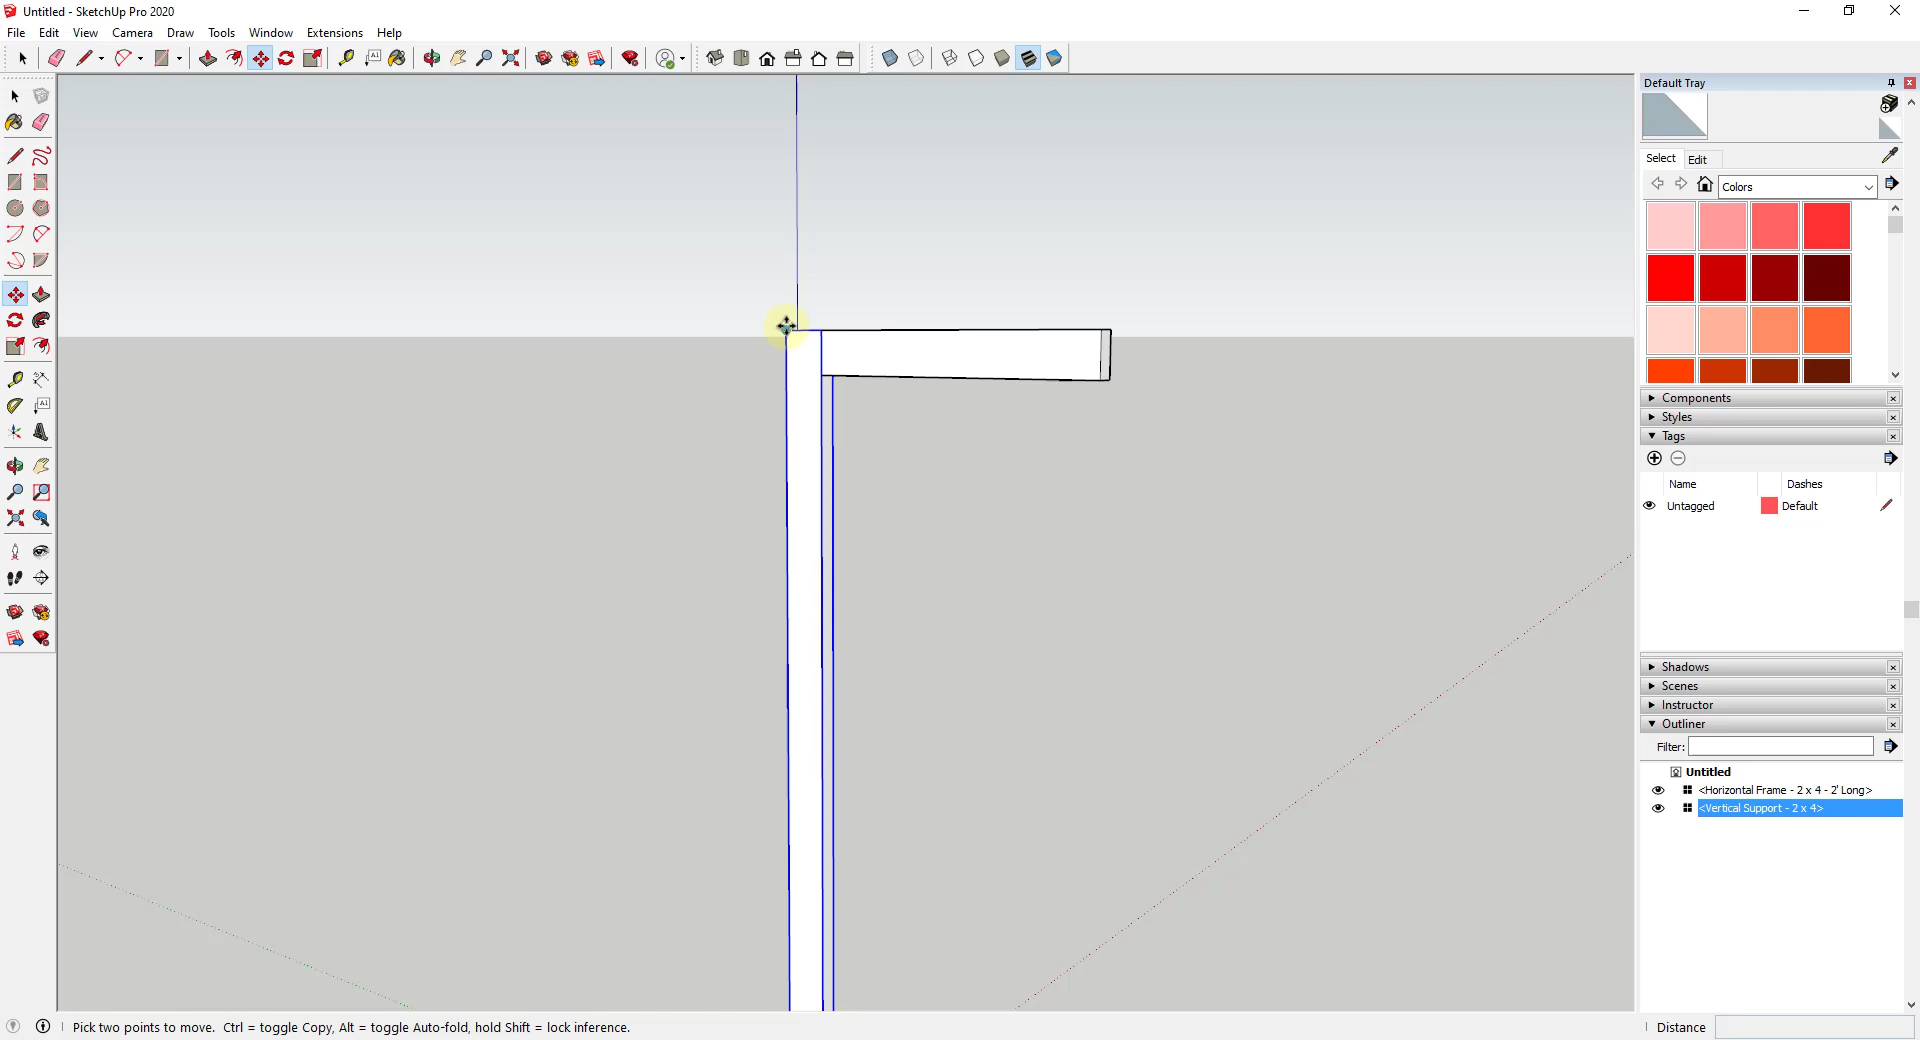 Untitled - SketchUp Pro 2020
File Edit View Camera Draw Tools Window Extensions Help
Default Tray
Select Edit
Colors
Components
Styles
Tags
Name Dashes
Untagged Default
Shadows
Scenes
Instructor
Outliner
Filter:
Untitled
<Horizontal Frame - 2 x 4 - 2' Long>
<Vertical Support - 2 x 4>
Pick two points to move. Ctrl = toggle Copy, Alt = toggle Auto-fold, hold Shift = lock inference. Distance